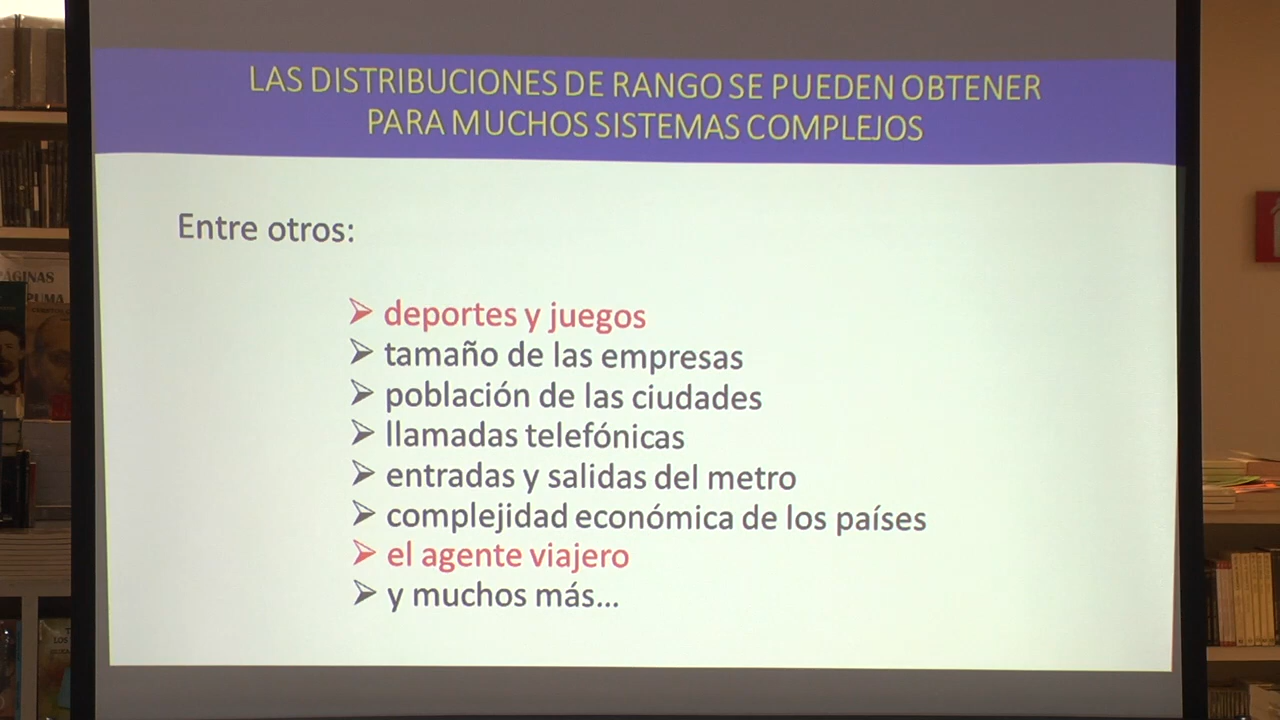 LAS DISTRIBUCIONES DE RANGO SE PUEDEN OBTENER
PARA MUCHOS SISTEMAS COMPLEJOS
Entre otros:
➢ deportes y juegos
➢ tamaño de las empresas
➢ población de las ciudades
➢ llamadas telefónicas
➢ entradas y salidas del metro
➢ complejidad económica de los países
➢ el agente viajero
➢ y muchos más...
PÁGINAS
PUMA